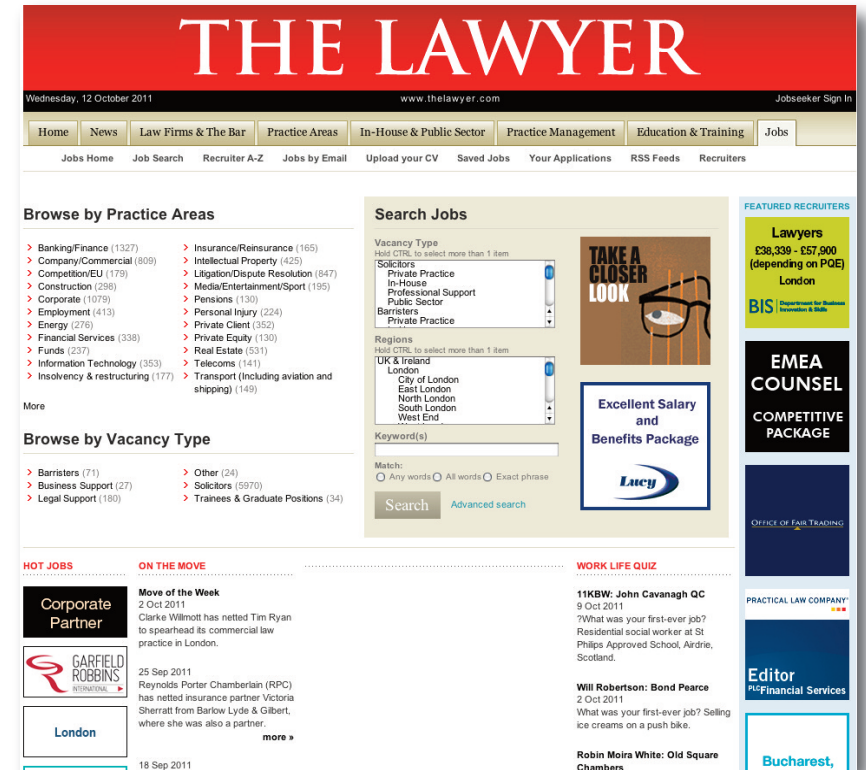 THE LAWYER
Wednesday, 12 October 2011
www.thelawyer.com
Jobseeker Sign In
Home
News
Law Firms & The Bar
Practice Areas
In-House & Public Sector
Practice Management
Education & Training
Jobs
Jobs Home
Job Search
Recruiter A-Z
Jobs by Email
Upload your CV
Saved Jobs
Your Applications
RSS Feeds
Recruiters
Browse by Practice Areas
Banking/Finance (1327)
Company/Commercial (809)
Competition/EU (179)
Construction (298)
Corporate (1079)
Employment (413)
Energy (276)
Financial Services (338)
Funds (237)
Information Technology (353)
Insolvency & restructuring (177)
Insurance/Reinsurance (165)
Intellectual Property (425)
Litigation/Dispute Resolution (847)
Media/Entertainment/Sport (195)
Pensions (130)
Personal Injury (224)
Private Client (352)
Private Equity (130)
Real Estate (531)
Telecoms (141)
Transport (Including aviation and
shipping) (149)
More
Browse by Vacancy Type
Barristers (71)
Business Support (27)
Legal Support (180)
Other (24)
Solicitors (5970)
Trainees & Graduate Positions (34)
Search Jobs
Vacancy Type
Hold CTRL to select more than 1 item
Solicitors
Private Practice
In-House
Professional Support
Public Sector
Barristers
Private Practice
Regions
Hold CTRL to select more than 1 item
UK & Ireland
London
City of London
East London
North London
South London
West End
Keyword(s)
Match:
Any words
All words
Exact phrase
Search
Advanced search
TAKE A
CLOSER
LOOK
Excellent Salary
and
Benefits Package
Lucy
FEATURED RECRUITERS
Lawyers
£38,339 - £57,900
(depending on PQE)
London
BIS
Department for Business
Innovation & Skills
EMEA
COUNSEL
COMPETITIVE
PACKAGE
OFFICE OF FAIR TRADING
PRACTICAL LAW COMPANY
Editor
PLCFinancial Services
Bucharest,
HOT JOBS
Corporate
Partner
GARFIELD
ROBBINS
INTERNATIONAL
London
ON THE MOVE
Move of the Week
2 Oct 2011
Clarke Willmott has netted Tim Ryan
to spearhead its commercial law
practice in London.
25 Sep 2011
Reynolds Porter Chamberlain (RPC)
has netted insurance partner Victoria
Sherratt from Barlow Lyde & Gilbert,
where she was also a partner.
more »
18 Sep 2011
WORK LIFE QUIZ
11KBW: John Cavanagh QC
9 Oct 2011
?What was your first-ever job?
Residential social worker at St
Philips Approved School, Airdrie,
Scotland.
Will Robertson: Bond Pearce
2 Oct 2011
What was your first-ever job? Selling
ice creams on a push bike.
Robin Moira White: Old Square
Chambers